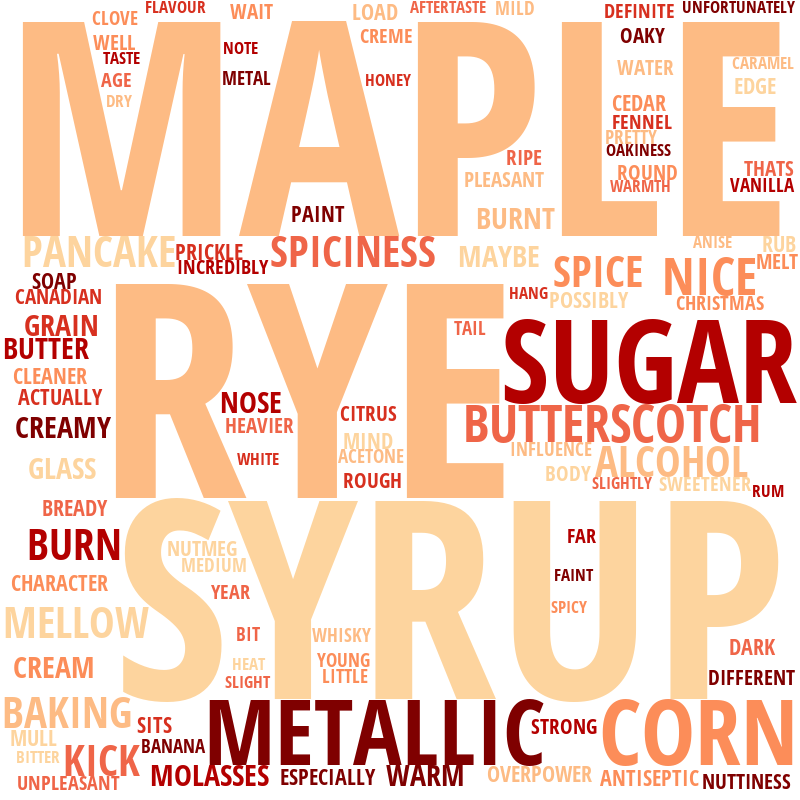 FLAVOUR
WAIT
LOAD
AFTERTASTE
MILD
DEFINITE
UNFORTUNATELY
CLOVE
WELL
NOTE
CREME
OAKY
TASTE
AGE
METAL
HONEY
WATER
CARAMEL
EDGE
DRY
MAPLE
CEDAR
FENNEL
PRETTY
OAKINESS
RIPE
PLEASANT
ROUND
WARMTH
THATS
VANILLA
PAINT
BURNT
PANCAKE
PRICKLE
INCREDIBLY
SPICINESS
MAYBE
ANISE
RUB
MELT
SPICE
NICE
SOAP
CANADIAN
HANG
POSSIBLY
CHRISTMAS
GRAIN
RYE
TAIL
SUGAR
BUTTER
CLEANER
ACTUALLY
CREAMY
NOSE
HEAVIER
CITRUS
BUTTERSCOTCH
MIND
ACETONE
INFLUENCE
ALCOHOL
WHITE
GLASS
ROUGH
BODY
SLIGHTLY
SWEETENER
RUM
BREADY
SYRUP
BURN
NUTMEG
MEDIUM
FAR
FAINT
CHARACTER
YEAR
SPICY
MELLOW
BIT
WHISKY
DARK
CREAM
HEAT
YOUNG
SLIGHT
LITTLE
DIFFERENT
BAKING
SITS
METALLIC
STRONG
CORN
MULL
BANANA
BITTER
KICK
UNPLEASANT
MOLASSES
ESPECIALLY
WARM
OVERPOWER
ANTISEPTIC
NUTTINESS